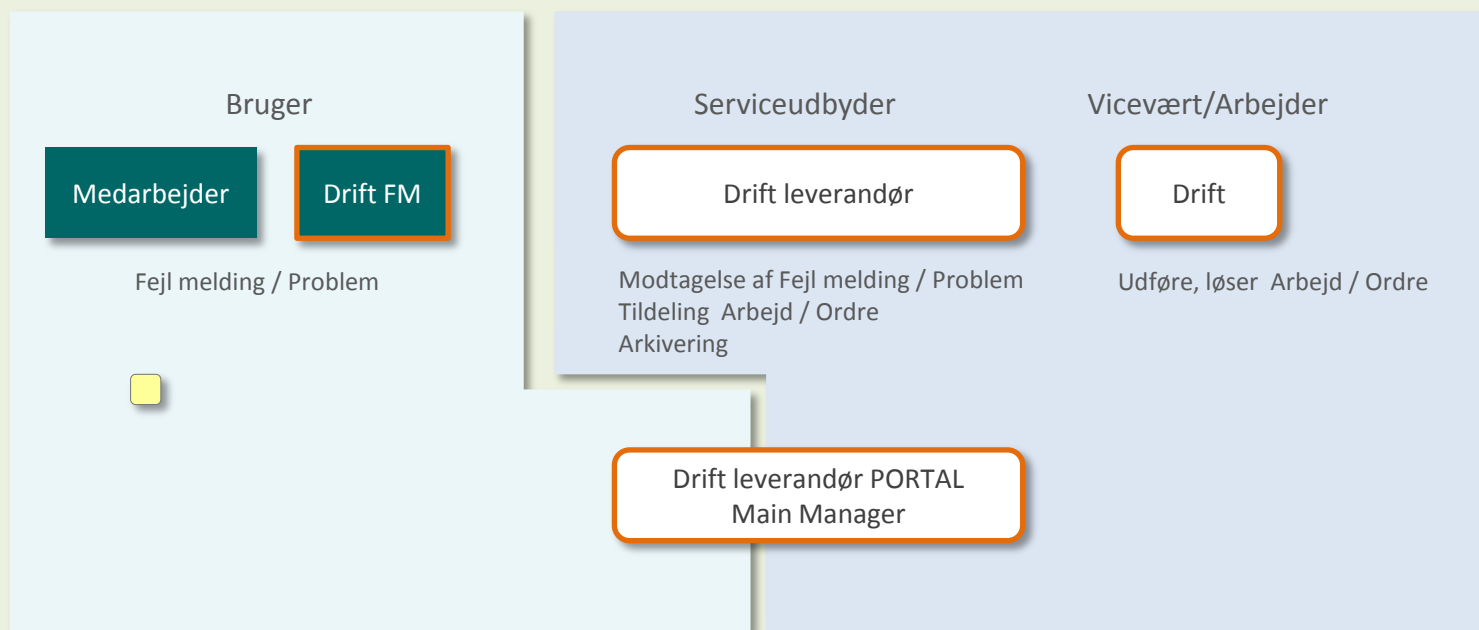 Bruger
Serviceudbyder
Vicevært/Arbejder
Medarbejder
Drift FM
Drift leverandør
Drift
Fejl melding / Problem
Modtagelse af Fejl melding / Problem
Tildeling  Arbejd / Ordre
Arkivering
Udføre, løser  Arbejd / Ordre
Drift leverandør PORTAL
Main Manager